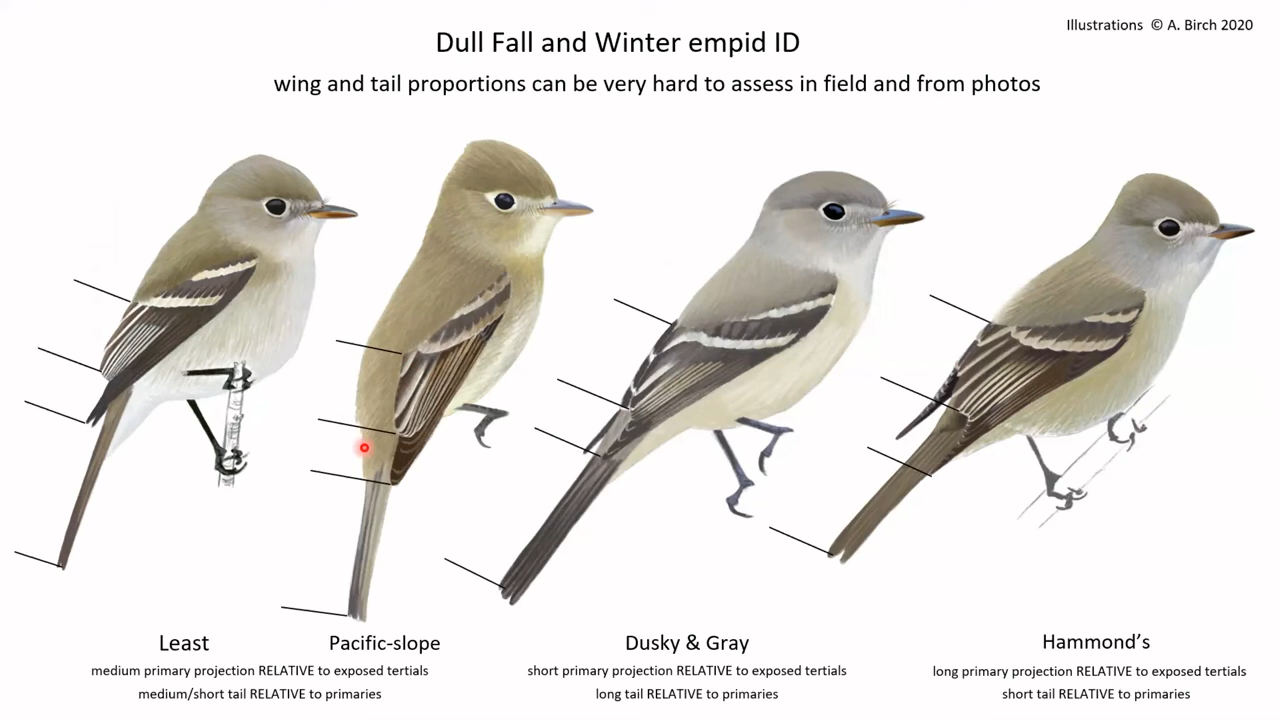 Illustrations © A. Birch 2020
Dull Fall and Winter empid ID
wing and tail proportions can be very hard to assess in field and from photos
Least
medium primary projection RELATIVE to exposed tertials
medium/short tail RELATIVE to primaries
Pacific-slope
Dusky & Gray
short primary projection RELATIVE to exposed tertials
long tail RELATIVE to primaries
Hammond’s
long primary projection RELATIVE to exposed tertials
short tail RELATIVE to primaries